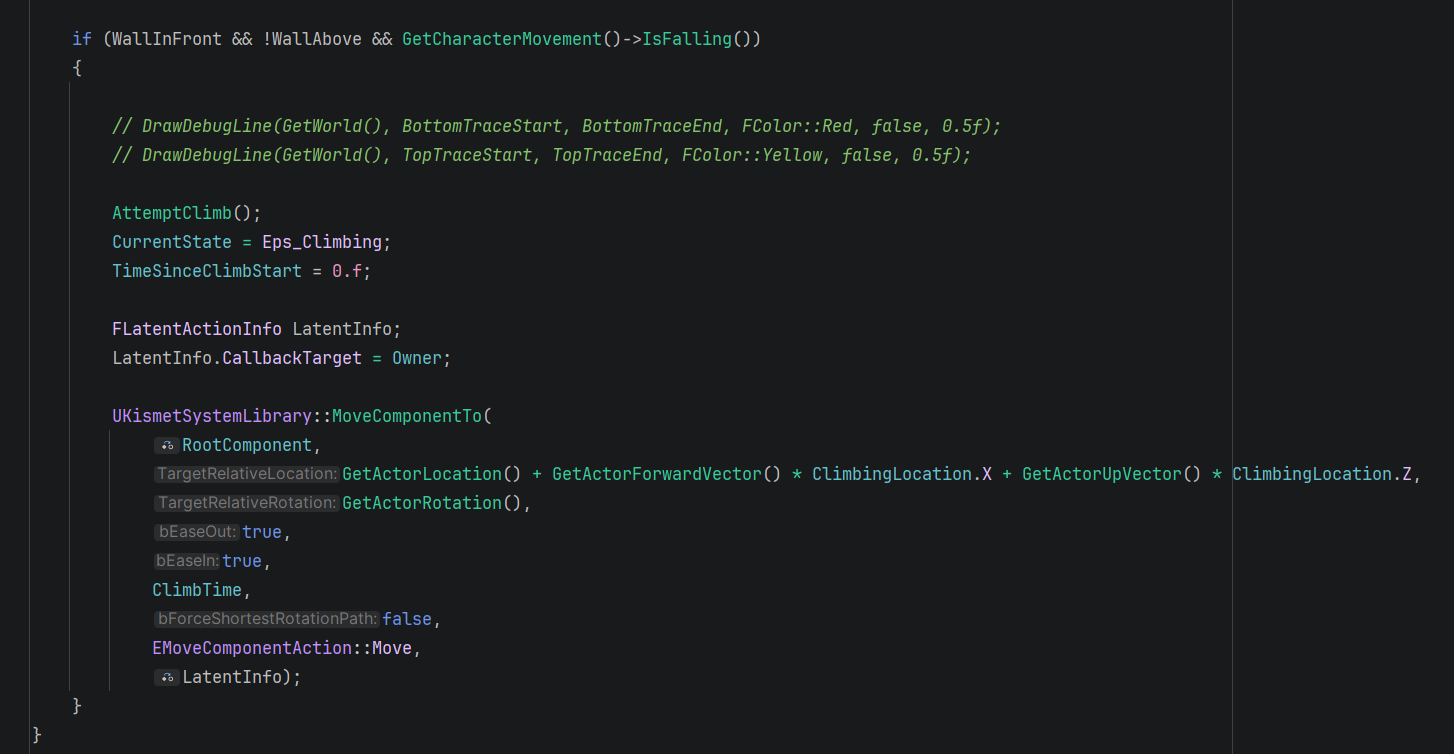 if (WallInFront && !WallAbove && GetCharacterMovement()->IsFalling())
{
// DrawDebugLine(GetWorld(), BottomTraceStart, BottomTraceEnd, FColor::Red, false, 0.5f);
// DrawDebugLine(GetWorld(), TopTraceStart, TopTraceEnd, FColor::Yellow, false, 0.5f);
AttemptClimb();
CurrentState = Eps_Climbing;
TimeSinceClimbStart = 0.f;
FLatentActionInfo LatentInfo;
LatentInfo.CallbackTarget = Owner;
UKismetSystemLibrary::MoveComponentTo(
RootComponent,
TargetRelativeLocation: GetActorLocation() + GetActorForwardVector() * ClimbingLocation.X + GetActorUpVector() * ClimbingLocation.Z,
TargetRelativeRotation: GetActorRotation(),
bEaseOut: true,
bEaseIn: true,
ClimbTime,
bForceShortestRotationPath: false,
EMoveComponentAction::Move,
LatentInfo);
}
}